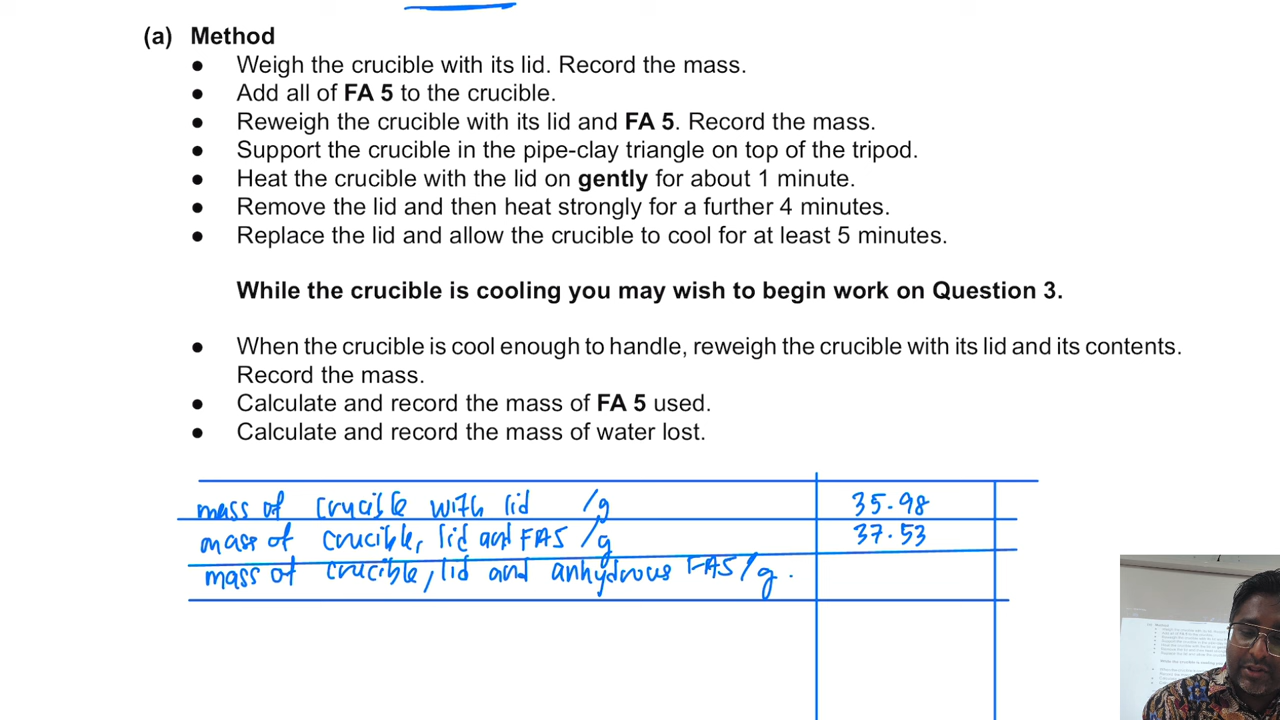 (a) Method
● Weigh the crucible with its lid. Record the mass.
● Add all of FA 5 to the crucible.
● Reweigh the crucible with its lid and FA 5. Record the mass.
● Support the crucible in the pipe-clay triangle on top of the tripod.
● Heat the crucible with the lid on gently for about 1 minute.
● Remove the lid and then heat strongly for a further 4 minutes.
● Replace the lid and allow the crucible to cool for at least 5 minutes.
While the crucible is cooling you may wish to begin work on Question 3.
● When the crucible is cool enough to handle, reweigh the crucible with its lid and its contents.
Record the mass.
● Calculate and record the mass of FA 5 used.
● Calculate and record the mass of water lost.
mass of crucible with lid /g 35.98
mass of crucible, lid and FA5 /g 37.53
mass of crucible, lid and anhydrous FA5/g.